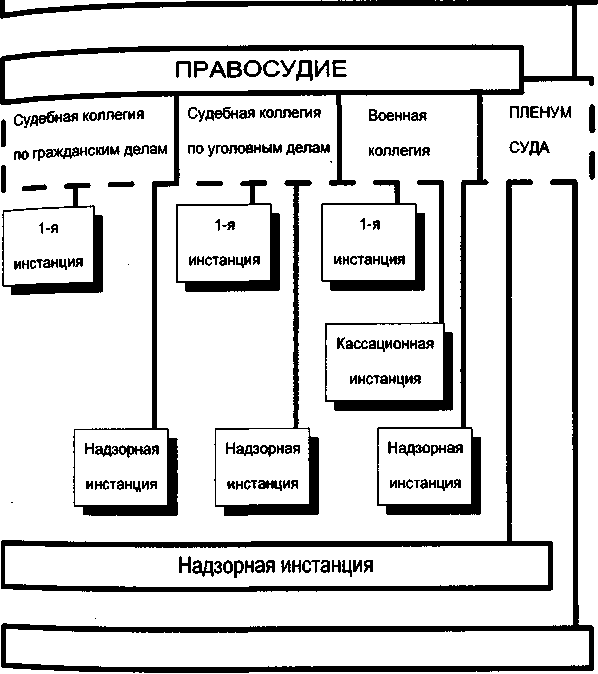 ПРАВОСУДИЕ
Судебная коллегия
по гражданским делам
Судебная коллегия
по уголовным делам
Военная
коллегия
ПЛЕНУМ
СУДА
1-я
инстанция
1-я
инстанция
1-я
инстанция
Кассационная
инстанция
Надзорная
инстанция
Надзорная
инстанция
Надзорная
инстанция
Надзорная инстанция